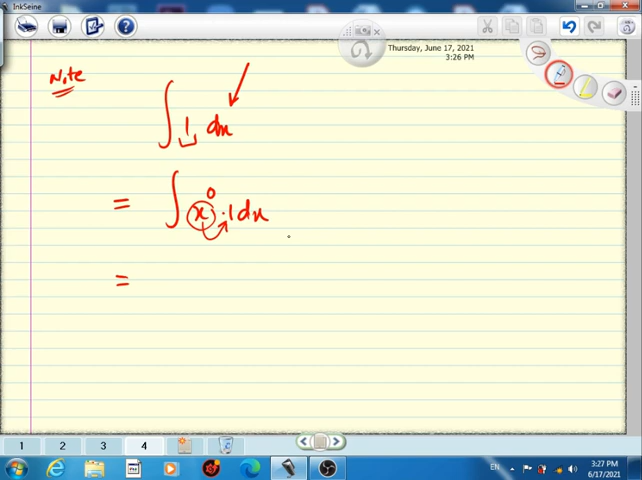 InkSeine
Thursday, June 17, 2021
3:26 PM
Note
∫ 1 dx
= ∫ x⁰ · 1 dx
=
1 2 3 4
EN
3:27 PM
6/17/2021